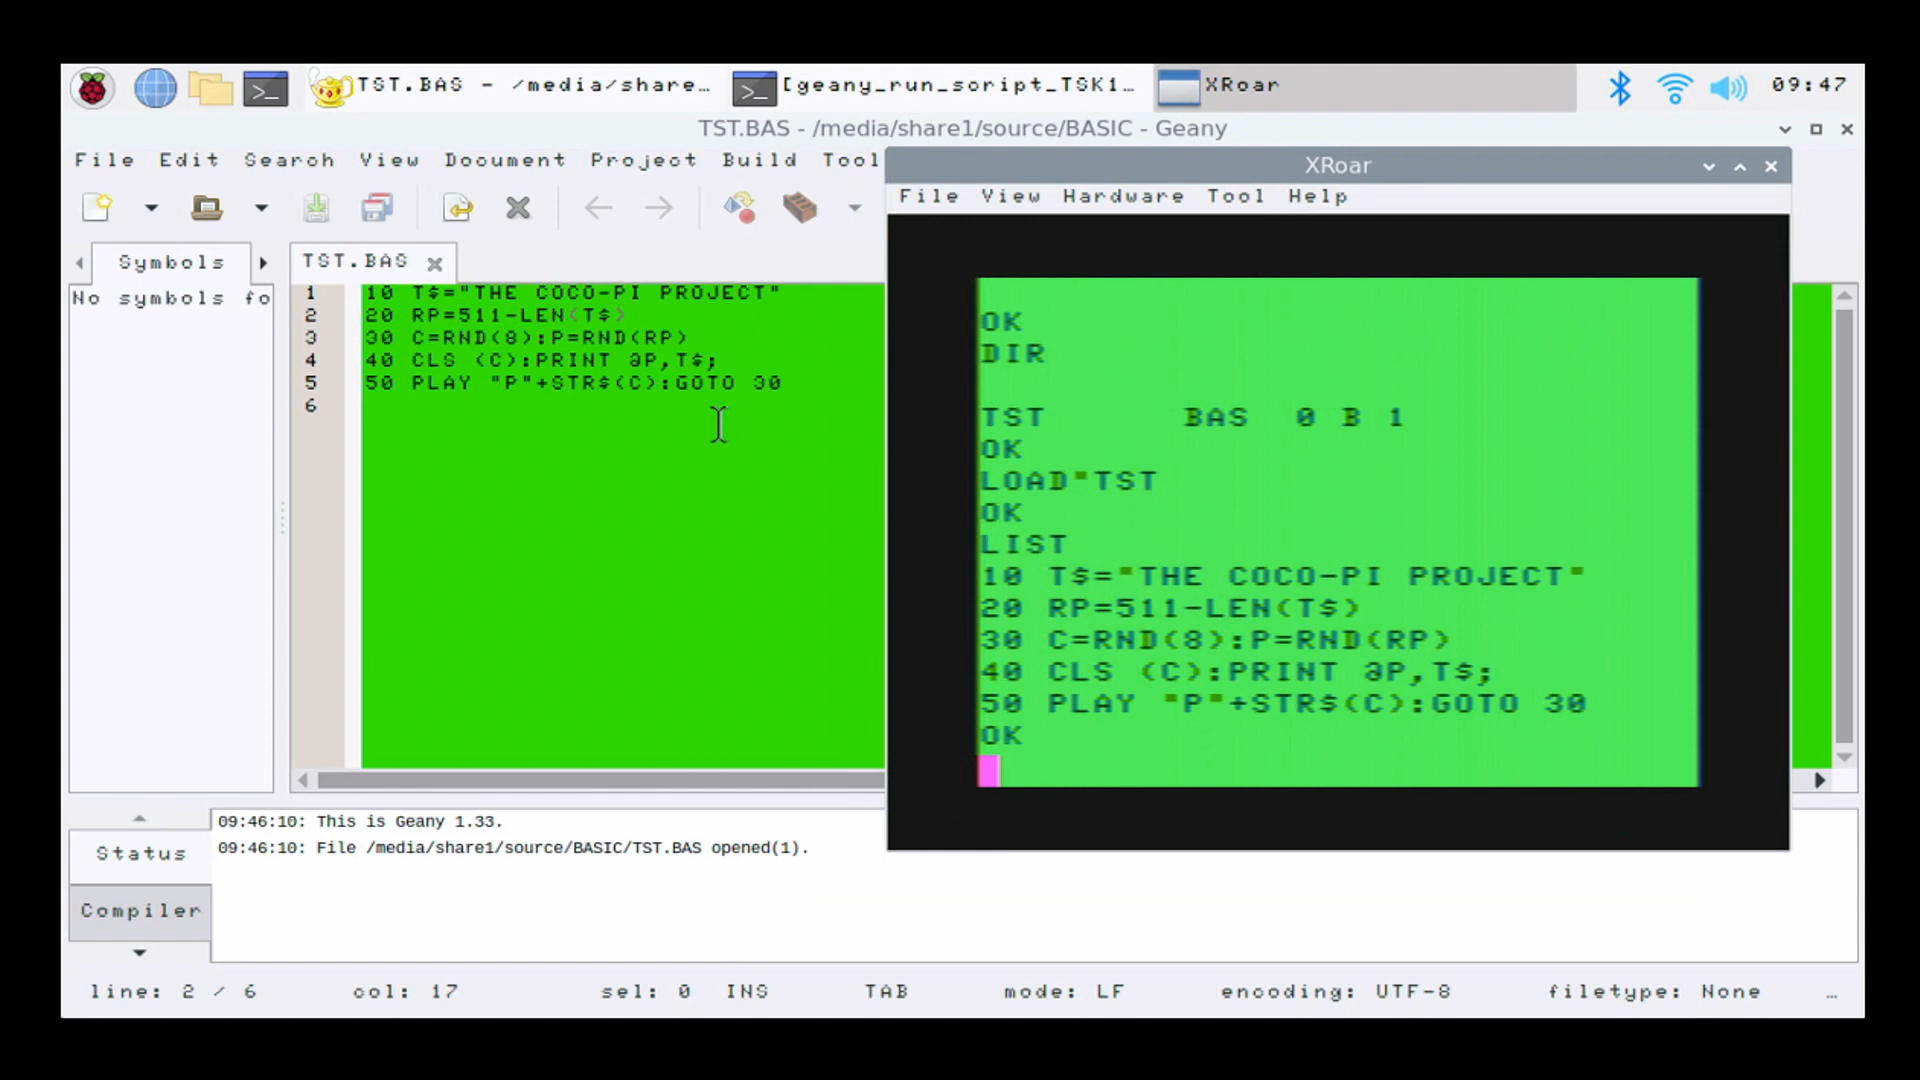 TST.BAS - /media/share…
[geany_run_script_TSK1…
XRoar
09:47
TST.BAS - /media/share1/source/BASIC - Geany
File Edit Search View Document Project Build Tool
Symbols
No symbols fo
TST.BAS
1 10 T$="THE COCO-PI PROJECT"
2 20 RP=511-LEN(T$)
3 30 C=RND(8):P=RND(RP)
4 40 CLS (C):PRINT @P,T$;
5 50 PLAY "P"+STR$(C):GOTO 30
6
XRoar
File View Hardware Tool Help
OK
DIR
TST BAS 0 B 1
OK
LOAD"TST
OK
LIST
10 T$="THE COCO-PI PROJECT"
20 RP=511-LEN(T$)
30 C=RND(8):P=RND(RP)
40 CLS (C):PRINT @P,T$;
50 PLAY "P"+STR$(C):GOTO 30
OK
Status
Compiler
09:46:10: This is Geany 1.33.
09:46:10: File /media/share1/source/BASIC/TST.BAS opened(1).
line: 2 / 6 col: 17 sel: 0 INS TAB mode: LF encoding: UTF-8 filetype: None …